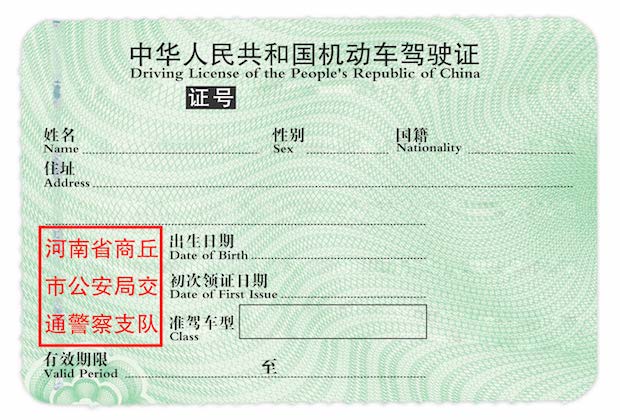 中华人民共和国机动车驾驶证
Driving License of the People's Republic of China
证号
姓名 性别 国籍
Name Sex Nationality
住址
Address
河南省商丘
市公安局交
通警察支队
出生日期
Date of Birth
初次领证日期
Date of First Issue
准驾车型
Class
有效期限 至
Valid Period